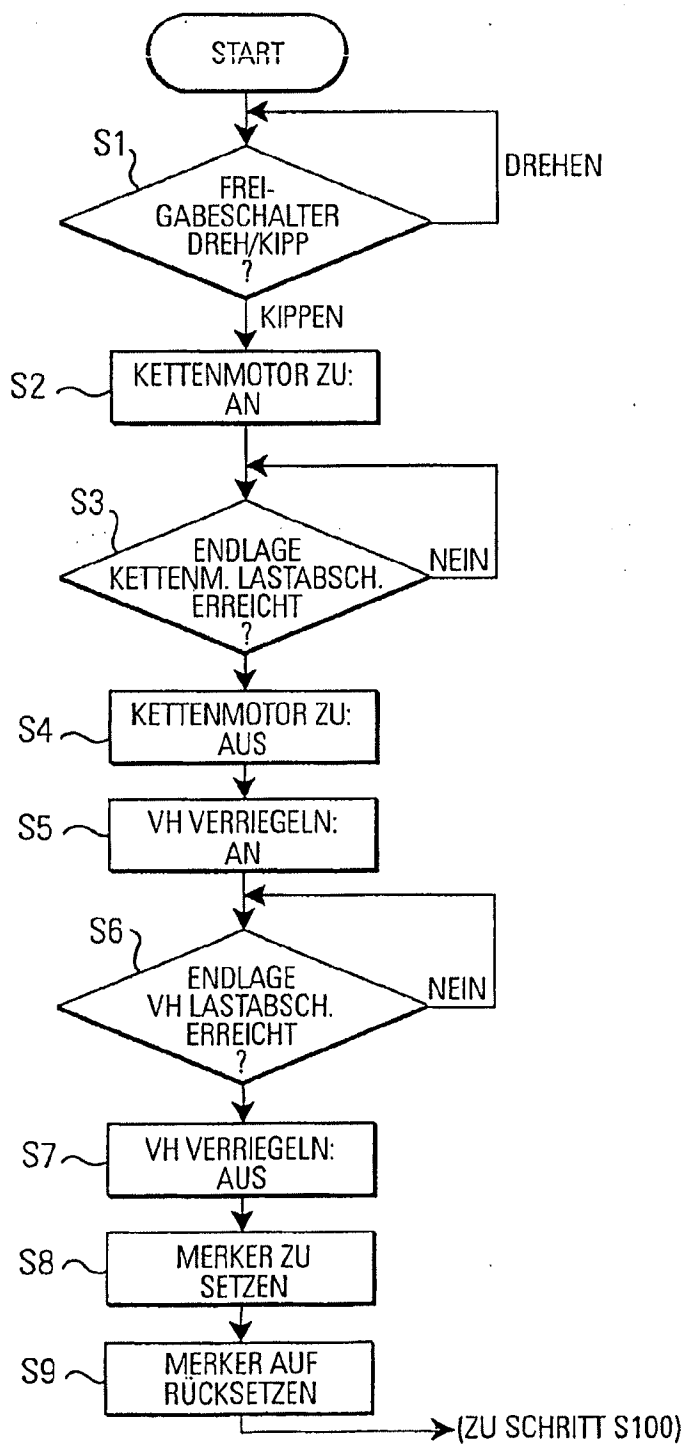 START
S1
DREHEN
FREI-
GABESCHALTER
DREH/KIPP
?
KIPPEN
S2
KETTENMOTOR ZU:
AN
S3
ENDLAGE
KETTENM. LASTABSCH.
ERREICHT
?
NEIN
S4
KETTENMOTOR ZU:
AUS
S5
VH VERRIEGELN:
AN
S6
ENDLAGE
VH LASTABSCH.
ERREICHT
?
NEIN
S7
VH VERRIEGELN:
AUS
S8
MERKER ZU
SETZEN
S9
MERKER AUF
RÜCKSETZEN
(ZU SCHRITT S100)